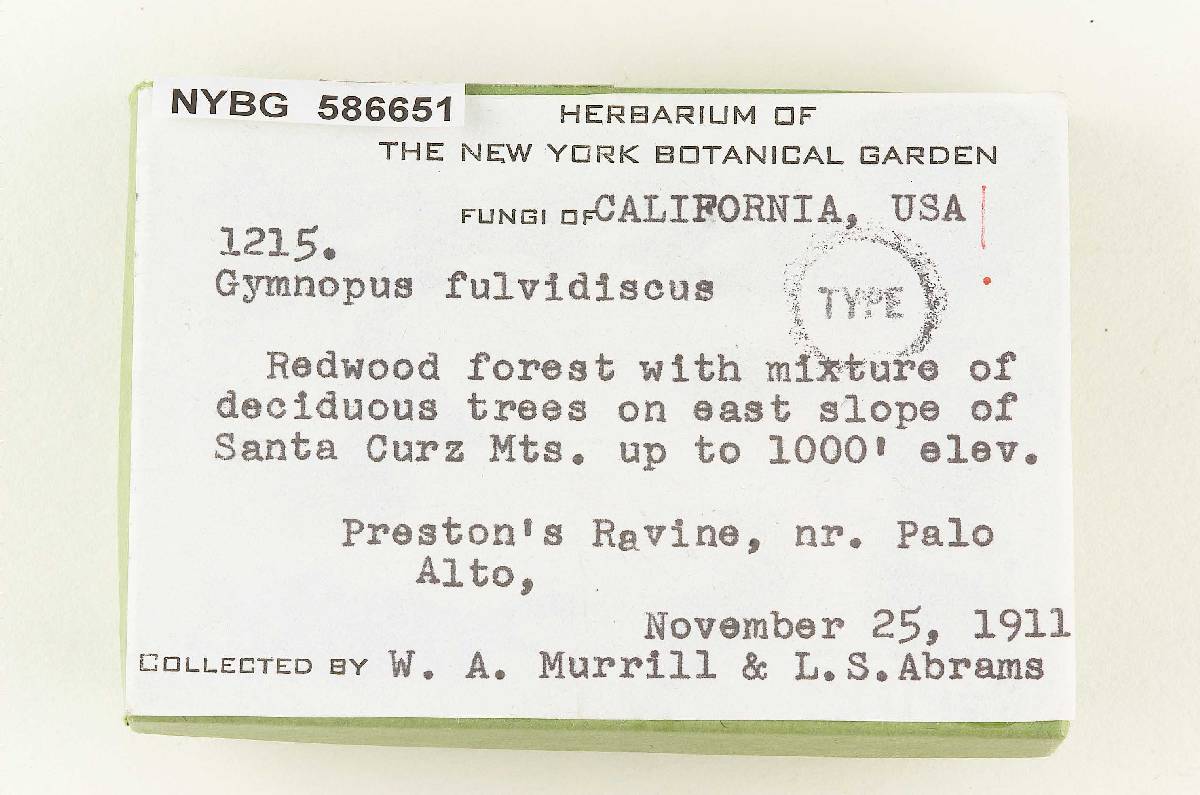 NYBG 586651
HERBARIUM OF
THE NEW YORK BOTANICAL GARDEN
FUNGI OF CALIFORNIA, USA !
1215.
Gymnopus fulvidiscus
TYPE
Redwood forest with mixture of
deciduous trees on east slope of
Santa Curz Mts. up to 1000' elev.
Preston's Ravine, nr. Palo
Alto,
November 25, 1911
COLLECTED BY W. A. Murrill & L.S.Abrams